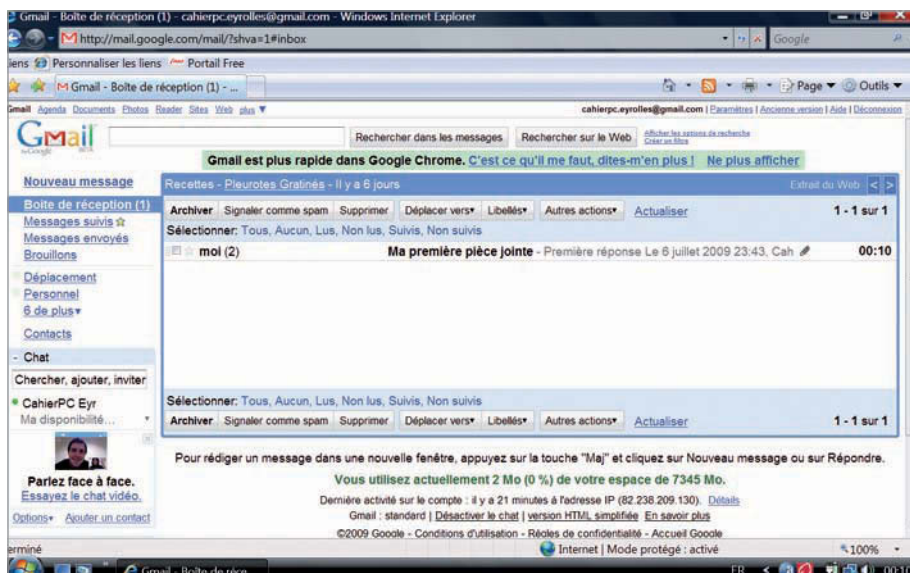 Gmail - Boîte de réception (1) - cahierpc.eyrolles@gmail.com - Windows Internet Explorer
http://mail.google.com/mail/?shva=1#inbox Google
iens Personnaliser les liens Portail Free
Gmail - Boîte de réception (1) - ... Page Outils
Gmail Agenda Documents Photos Reader Sites Web plus cahierpc.eyrolles@gmail.com | Paramètres | Ancienne version | Aide | Déconnexion
Gmail Rechercher dans les messages Rechercher sur le Web Afficher les options de recherche
by Google BETA Créer un filtre
Gmail est plus rapide dans Google Chrome. C'est ce qu'il me faut, dites-m'en plus ! Ne plus afficher
Nouveau message
Boîte de réception (1)
Messages suivis
Messages envoyés
Brouillons
Déplacement
Personnel
6 de plus
Contacts
- Chat
Chercher, ajouter, inviter
CahierPC Eyr
Ma disponibilité...
Parlez face à face.
Essayez le chat vidéo.
Options Ajouter un contact
Recettes - Pleurotes Gratinés - Il y a 6 jours Extrait du Web < >
Archiver Signaler comme spam Supprimer Déplacer vers Libellés Autres actions Actualiser 1 - 1 sur 1
Sélectionner: Tous, Aucun, Lus, Non lus, Suivis, Non suivis
moi (2) Ma première pièce jointe - Première réponse Le 6 juillet 2009 23:43, Cah 00:10
Sélectionner: Tous, Aucun, Lus, Non lus, Suivis, Non suivis
Archiver Signaler comme spam Supprimer Déplacer vers Libellés Autres actions Actualiser 1 - 1 sur 1
Pour rédiger un message dans une nouvelle fenêtre, appuyez sur la touche "Maj" et cliquez sur Nouveau message ou sur Répondre.
Vous utilisez actuellement 2 Mo (0 %) de votre espace de 7345 Mo.
Dernière activité sur le compte : il y a 21 minutes à l'adresse IP (82.238.209.130). Détails
Gmail : standard | Désactiver le chat | version HTML simplifiée En savoir plus
©2009 Google - Conditions d'utilisation - Règles de confidentialité - Accueil Google
erminé Internet | Mode protégé : activé 100%
Gmail - Boîte de réce... FR < 00:10